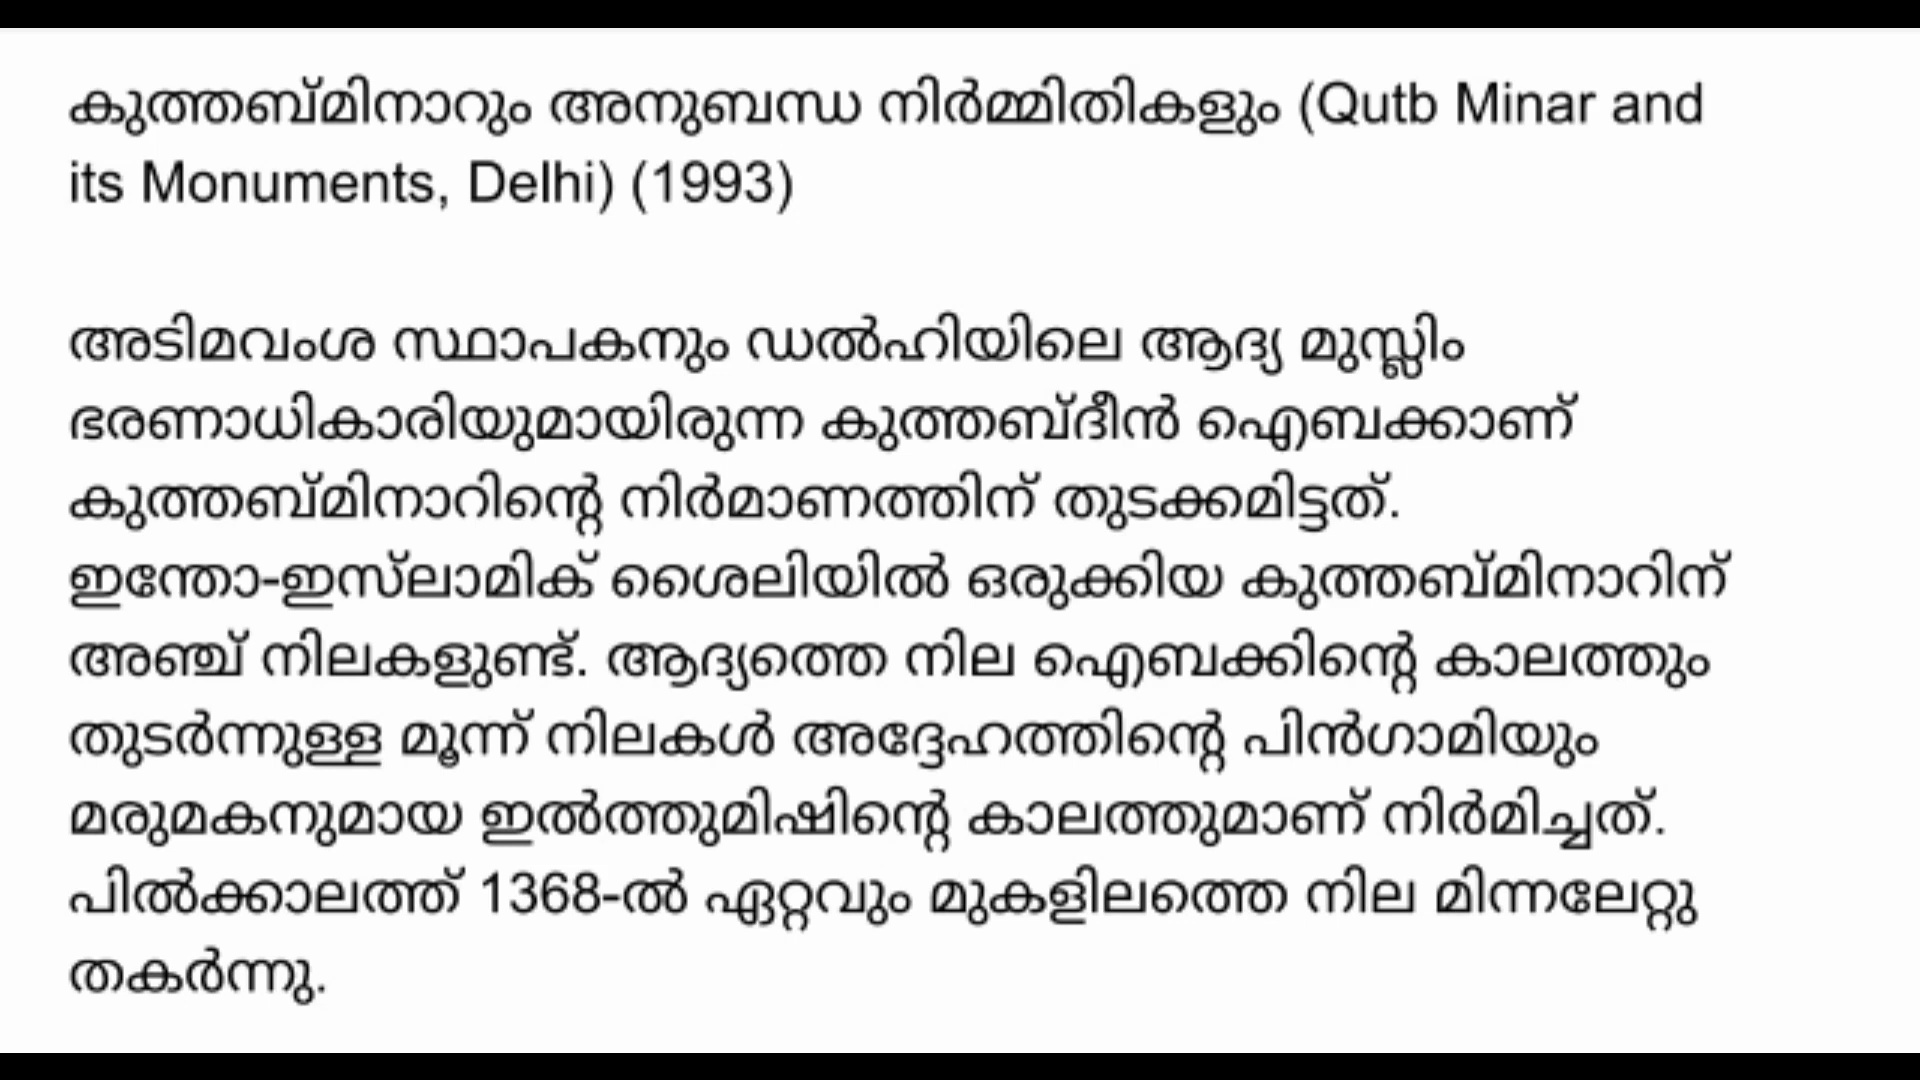 കുത്തബ്മിനാറും അനുബന്ധ നിർമ്മിതികളും (Qutb Minar and
its Monuments, Delhi) (1993)
അടിമവംശ സ്ഥാപകനും ഡൽഹിയിലെ ആദ്യ മുസ്ലിം
ഭരണാധികാരിയുമായിരുന്ന കുത്തബ്ദീൻ ഐബക്കാണ്
കുത്തബ്മിനാറിന്റെ നിർമാണത്തിന് തുടക്കമിട്ടത്.
ഇന്തോ-ഇസ്‌ലാമിക് ശൈലിയിൽ ഒരുക്കിയ കുത്തബ്മിനാറിന്
അഞ്ച് നിലകളുണ്ട്. ആദ്യത്തെ നില ഐബക്കിന്റെ കാലത്തും
തുടർന്നുള്ള മൂന്ന് നിലകൾ അദ്ദേഹത്തിന്റെ പിൻഗാമിയും
മരുമകനുമായ ഇൽത്തുമിഷിന്റെ കാലത്തുമാണ് നിർമിച്ചത്.
പിൽക്കാലത്ത് 1368-ൽ ഏറ്റവും മുകളിലത്തെ നില മിന്നലേറ്റു
തകർന്നു.